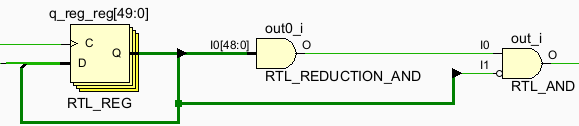 q_reg_reg[49:0]
C
D
Q
RTL_REG
I0[48:0]
out0_i
O
RTL_REDUCTION_AND
I0
I1
out_i
O
RTL_AND